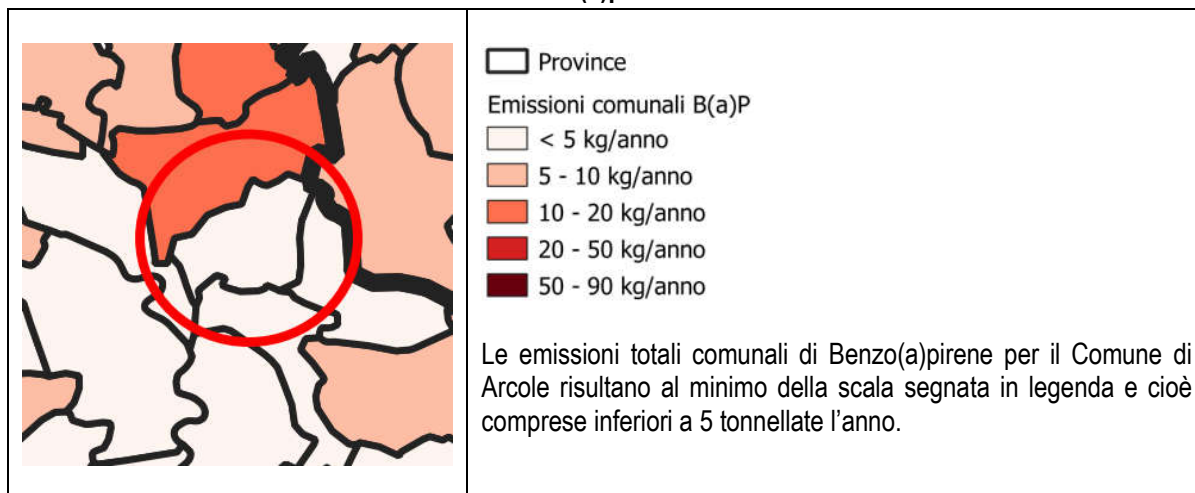 Province
Emissioni comunali B(a)P
< 5 kg/anno
5 - 10 kg/anno
10 - 20 kg/anno
20 - 50 kg/anno
50 - 90 kg/anno
Le emissioni totali comunali di Benzo(a)pirene per il Comune di
Arcole risultano al minimo della scala segnata in legenda e cioè
comprese inferiori a 5 tonnellate l’anno.